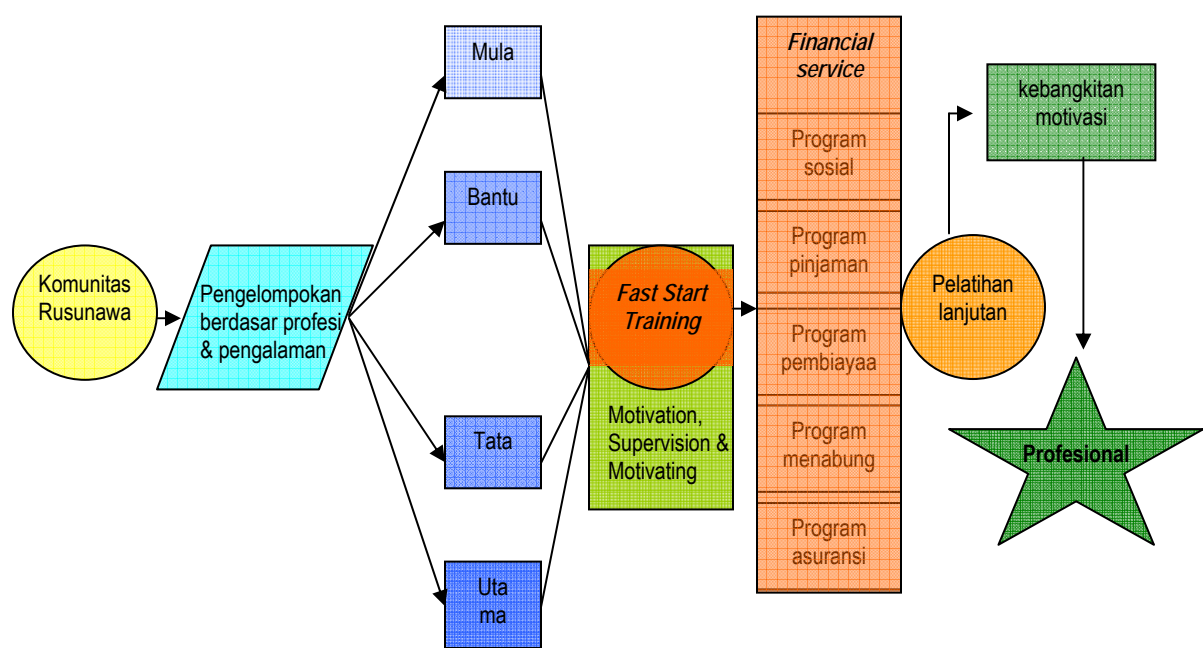 Komunitas
Rusunawa
Pengelompokan
berdasar profesi
& pengalaman
Mula
Bantu
Tata
Uta
ma
Fast Start
Training
Motivation,
Supervision &
Motivating
Financial
service
Program
sosial
Program
pinjaman
Program
pembiayaa
Program
menabung
Program
asuransi
Pelatihan
lanjutan
kebangkitan
motivasi
Profesional